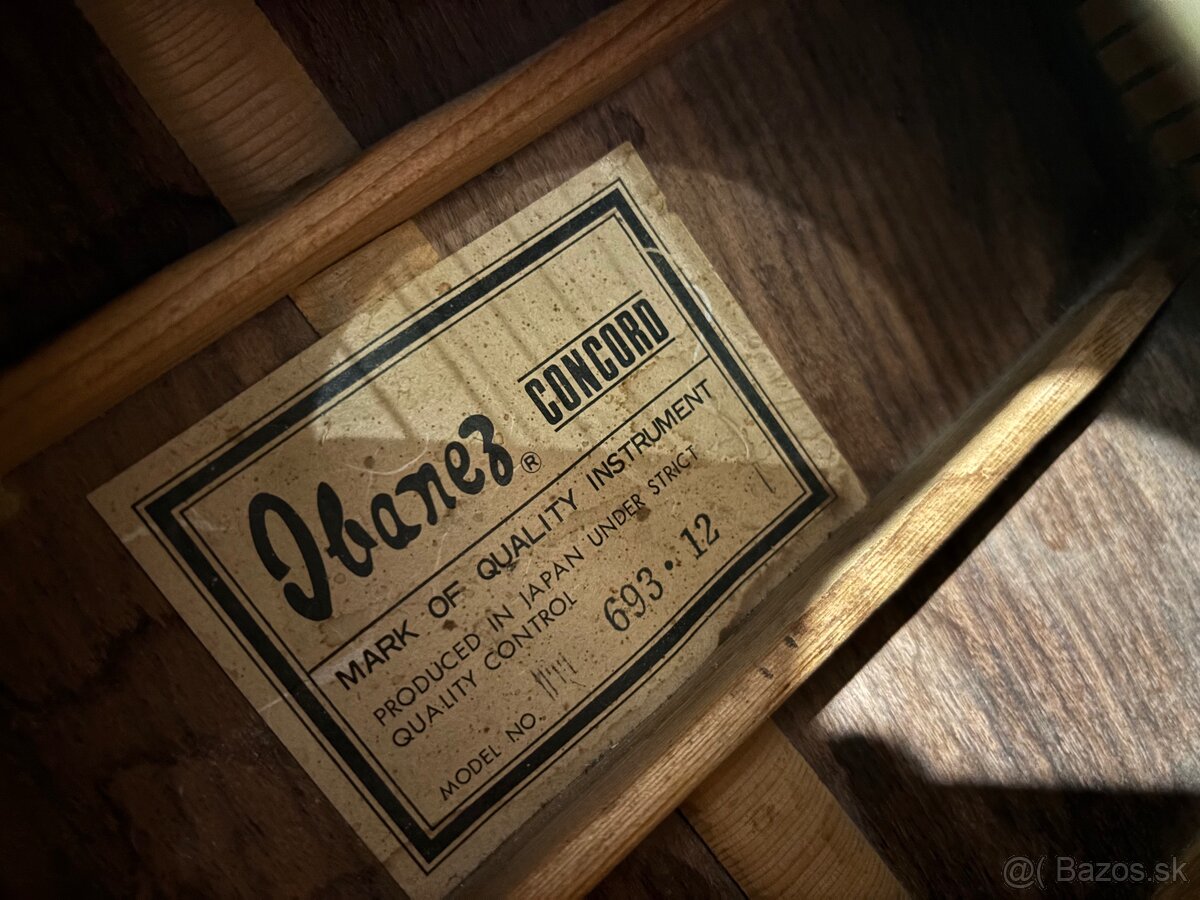 Ibanez® CONCORD
MARK OF QUALITY INSTRUMENT
PRODUCED IN JAPAN UNDER STRICT
QUALITY CONTROL
MODEL NO. 693·12
@( Bazos.sk